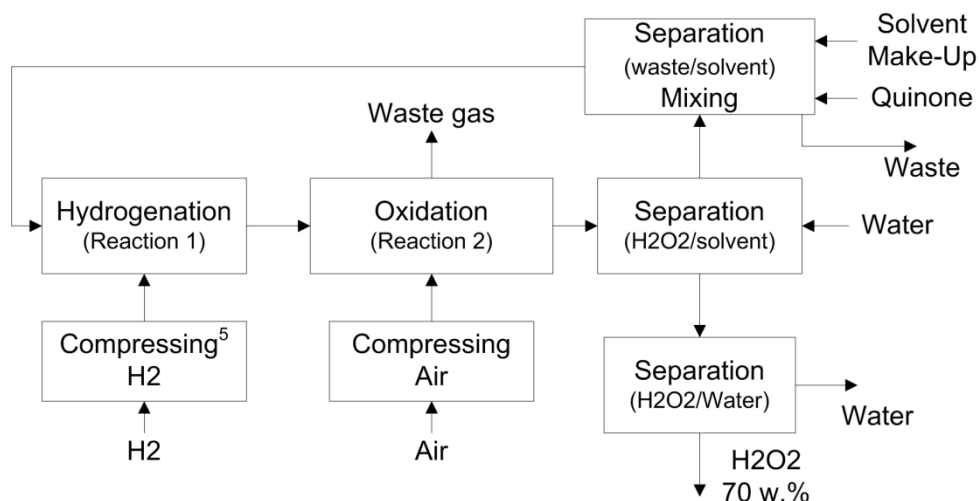 Separation
(waste/solvent)
Mixing
Solvent
Make-Up
Quinone
Waste gas
Waste
Hydrogenation
(Reaction 1)
Oxidation
(Reaction 2)
Separation
(H2O2/solvent)
Water
Compressing5
H2
Compressing
Air
Separation
(H2O2/Water)
Water
H2
Air
H2O2
70 w.%